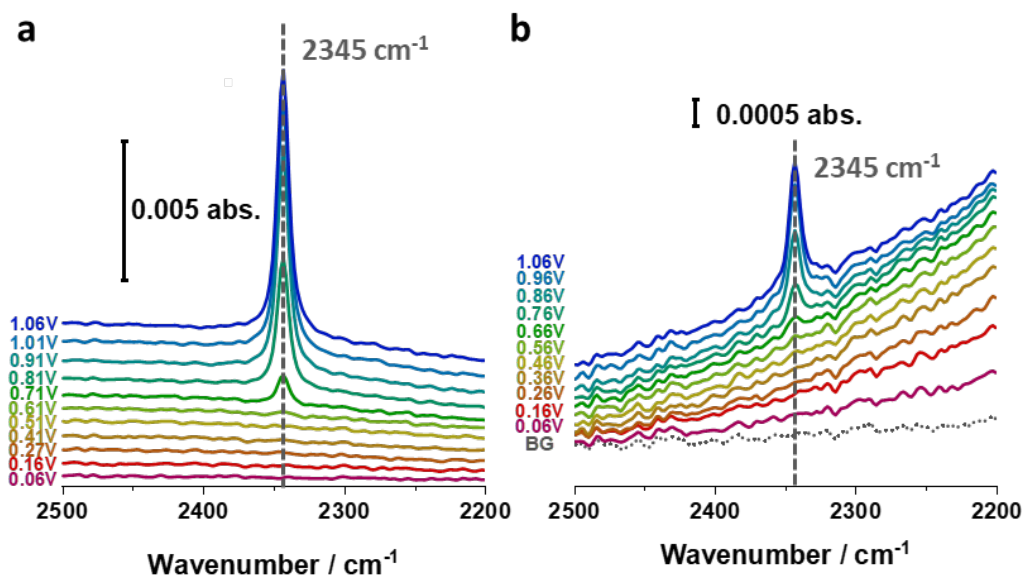 a
2345 cm-1
0.005 abs.
1.06V
1.01V
0.91V
0.81V
0.71V
0.61V
0.51V
0.41V
0.27V
0.16V
0.06V
2500 2400 2300 2200
Wavenumber / cm-1
b
0.0005 abs.
2345 cm-1
1.06V
0.96V
0.86V
0.76V
0.66V
0.56V
0.46V
0.36V
0.26V
0.16V
0.06V
BG
2500 2400 2300 2200
Wavenumber / cm-1